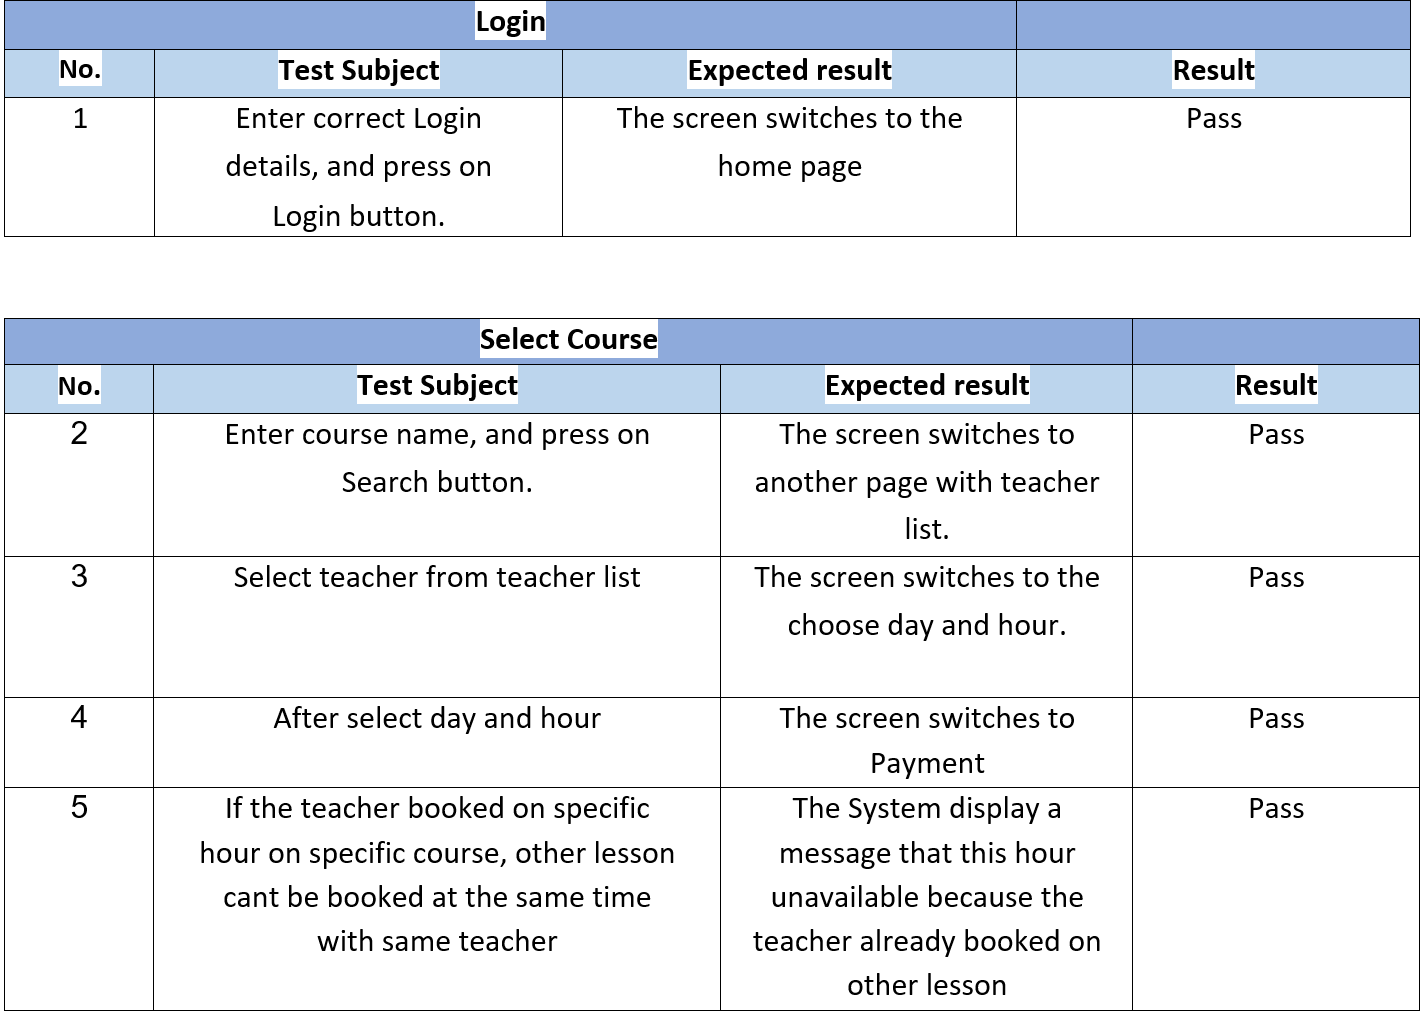 Login
No. Test Subject Expected result Result
1 Enter correct Login The screen switches to the Pass
details, and press on home page
Login button.
Select Course
No. Test Subject Expected result Result
2 Enter course name, and press on The screen switches to Pass
Search button. another page with teacher
list.
3 Select teacher from teacher list The screen switches to the Pass
choose day and hour.
4 After select day and hour The screen switches to Pass
Payment
5 If the teacher booked on specific The System display a Pass
hour on specific course, other lesson message that this hour
cant be booked at the same time unavailable because the
with same teacher teacher already booked on
other lesson